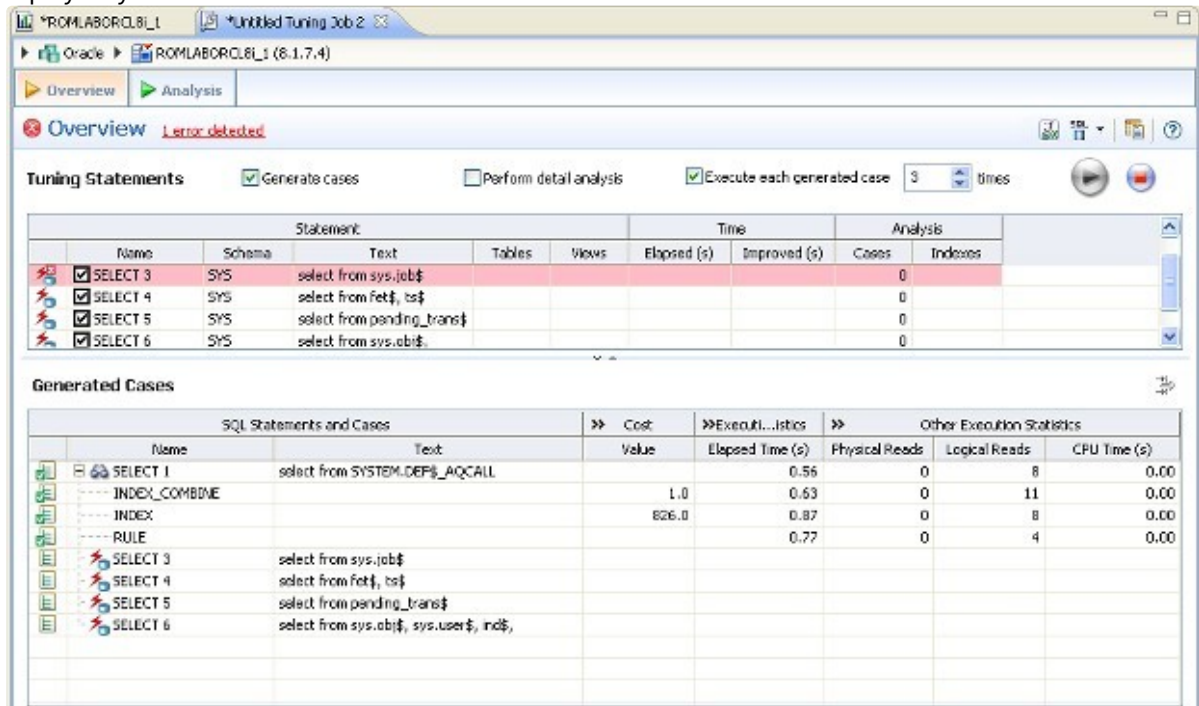 *ROMLABORCL8i_1 *Untitled Tuning Job 2
Oracle ROMLABORCL8i_1 (8.1.7.4)
Overview Analysis
Overview 1 error detected
Tuning Statements Generate cases Perform detail analysis Execute each generated case 3 times
Statement Time Analysis
Name Schema Text Tables Views Elapsed (s) Improved (s) Cases Indexes
SELECT 3 SYS select from sys.job$ 0
SELECT 4 SYS select from fet$, ts$ 0
SELECT 5 SYS select from pending_trans$ 0
SELECT 6 SYS select from sys.obj$, 0
Generated Cases
SQL Statements and Cases Cost Executi...istics Other Execution Statistics
Name Text Value Elapsed Time (s) Physical Reads Logical Reads CPU Time (s)
SELECT 1 select from SYSTEM.DEF$_AQCALL 0.56 0 8 0.00
INDEX_COMBINE 1.0 0.63 0 11 0.00
INDEX 826.0 0.87 0 8 0.00
RULE 0.77 0 4 0.00
SELECT 3 select from sys.job$
SELECT 4 select from fet$, ts$
SELECT 5 select from pending_trans$
SELECT 6 select from sys.obj$, sys.user$, ind$,